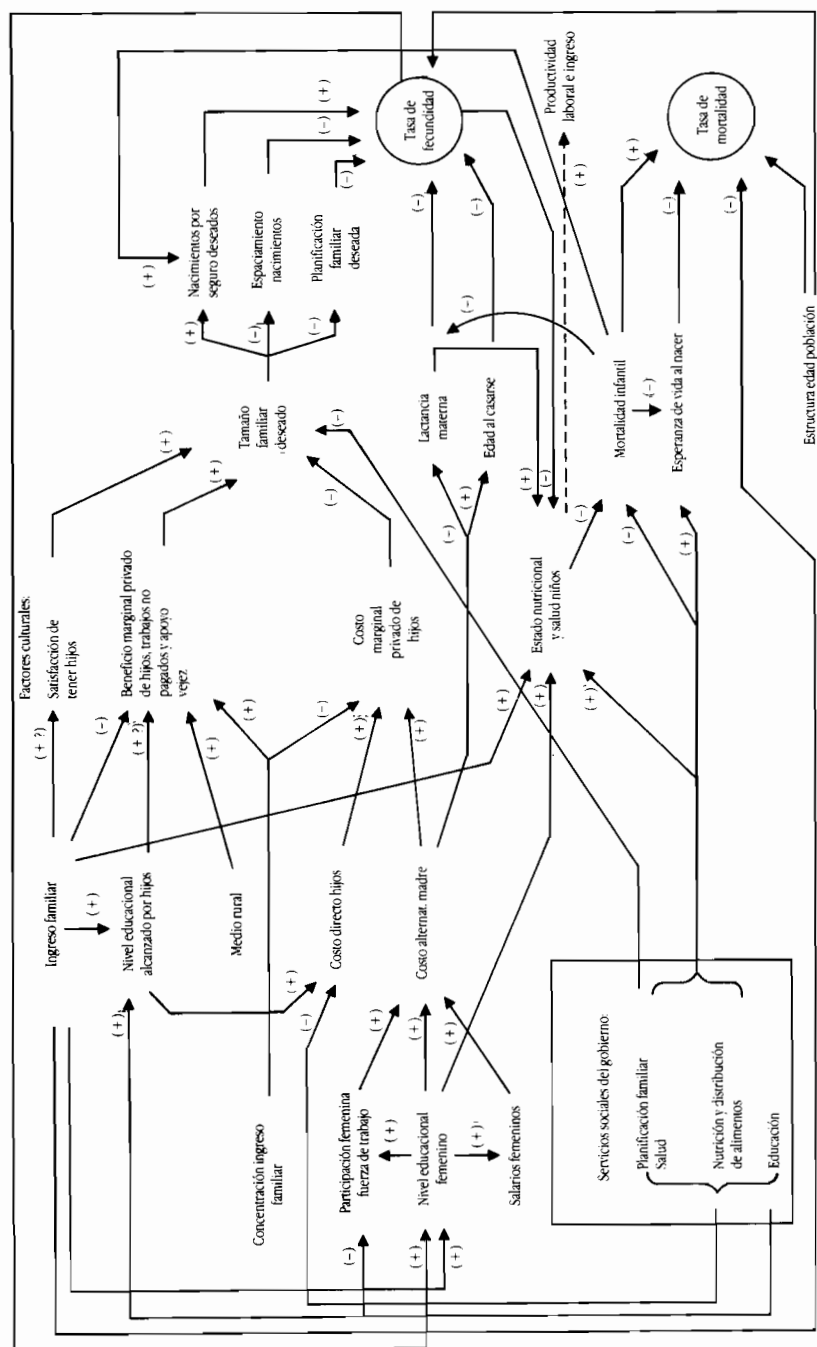 Factores culturales:
Satisfacción de
tener hijos
Ingreso familiar
(+ ?)
(−)
(+)
Beneficio marginal privado
de hijos, trabajos no
pagados y apoyo
vejez
(+ ?)
Nivel educacional
alcanzado por hijos
(+)
Medio rural
(+)
(+)
Concentración ingreso
familiar
(−)
(+)
(−)
Costo directo hijos
(+)
Costo
marginal
privado de
hijos
(+)
Costo alternat. madre
Participación femenina
fuerza de trabajo
(+)
(+)
Nivel educacional
femenino
(+)
(+)
(+)
Salarios femeninos
(−)
(+)
(+)
Servicios sociales del gobierno:
Planificación familiar
Salud
Nutrición y distribución
de alimentos
Educación
(+)
(+)
(−)
(−)
Tamaño
familiar
deseado
(+)
(−)
(−)
(+)
Nacimientos por
seguro deseados
Espaciamiento
nacimientos
Planificación
familiar
deseada
(+)
(−)
(−)
Tasa de
fecundidad
(−)
(+)
Lactancia
materna
Edad al casarse
(−)
(−)
(−)
(+)
(−)
(−)
(+)
Productividad
laboral e ingreso
(+)
(+)
(+)
Estado nutricional
y salud niños
(−)
(−)
(+)
Mortalidad infantil
(−)
Esperanza de vida al nacer
(+)
(−)
(−)
Tasa de
mortalidad
Estructura edad población